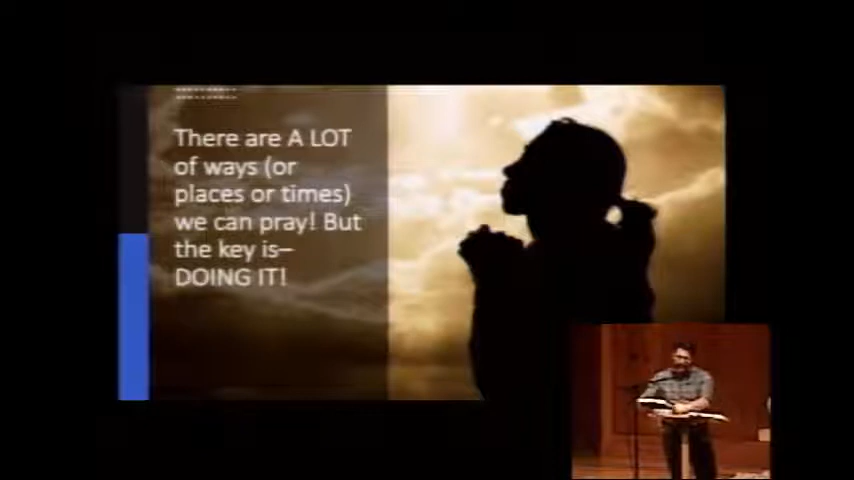 There are A LOT
of ways (or
places or times)
we can pray! But
the key is–
DOING IT!